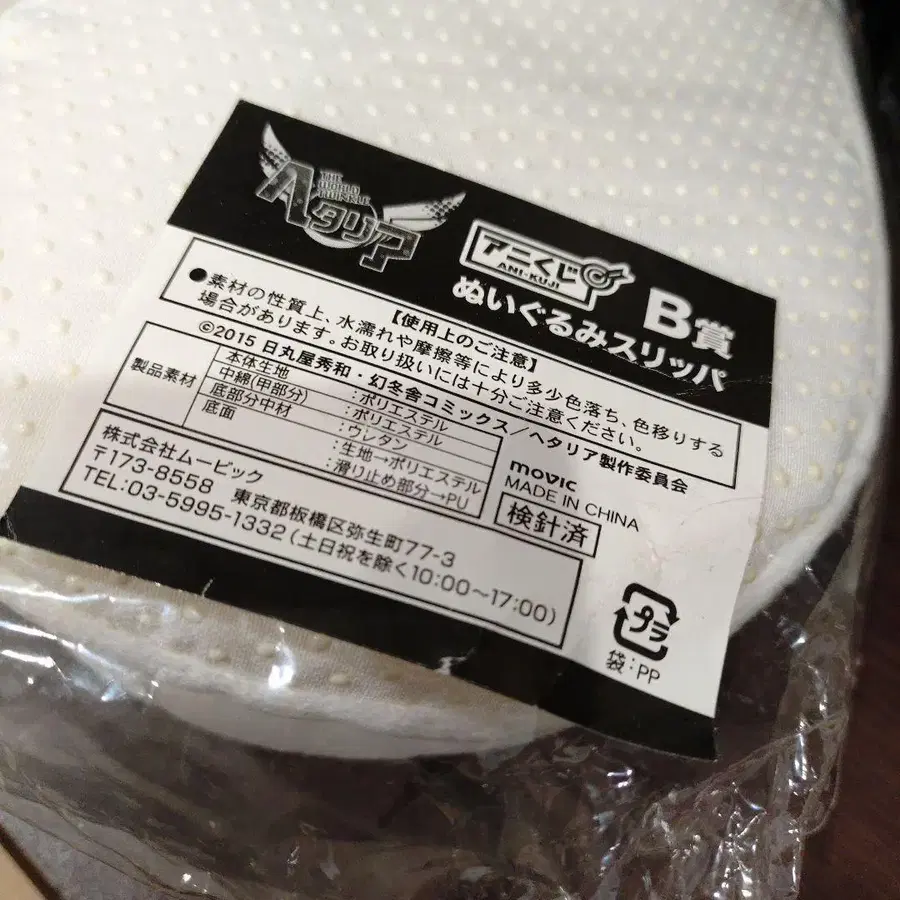 ヘタリア
THE
WORLD
TWINKLE
アニくじ
ANI-KUJI
B賞
ぬいぐるみスリッパ
【使用上のご注意】
●素材の性質上、水濡れや摩擦等により多少色落ち、色移りする
場合があります。お取り扱いには十分ご注意ください。
©2015 日丸屋秀和・幻冬舎コミックス／ヘタリア製作委員会
製品素材
本体生地 :ポリエステル
中綿(甲部分) :ポリエステル
底部分中材 :ウレタン
底面 :生地→ポリエステル
:滑り止め部分→PU
movic
MADE IN CHINA
検針済
株式会社ムービック
〒173-8558 東京都板橋区弥生町77-3
TEL:03-5995-1332(土日祝を除く10:00～17:00)
プラ
袋:PP